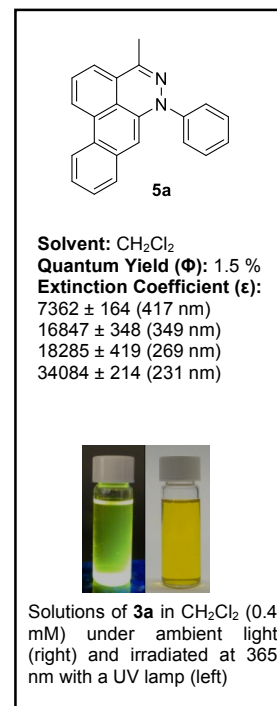 N
N
5a
Solvent: CH2Cl2
Quantum Yield (Φ): 1.5 %
Extinction Coefficient (ε):
7362 ± 164 (417 nm)
16847 ± 348 (349 nm)
18285 ± 419 (269 nm)
34084 ± 214 (231 nm)
Solutions of 3a in CH2Cl2 (0.4
mM) under ambient light
(right) and irradiated at 365
nm with a UV lamp (left)